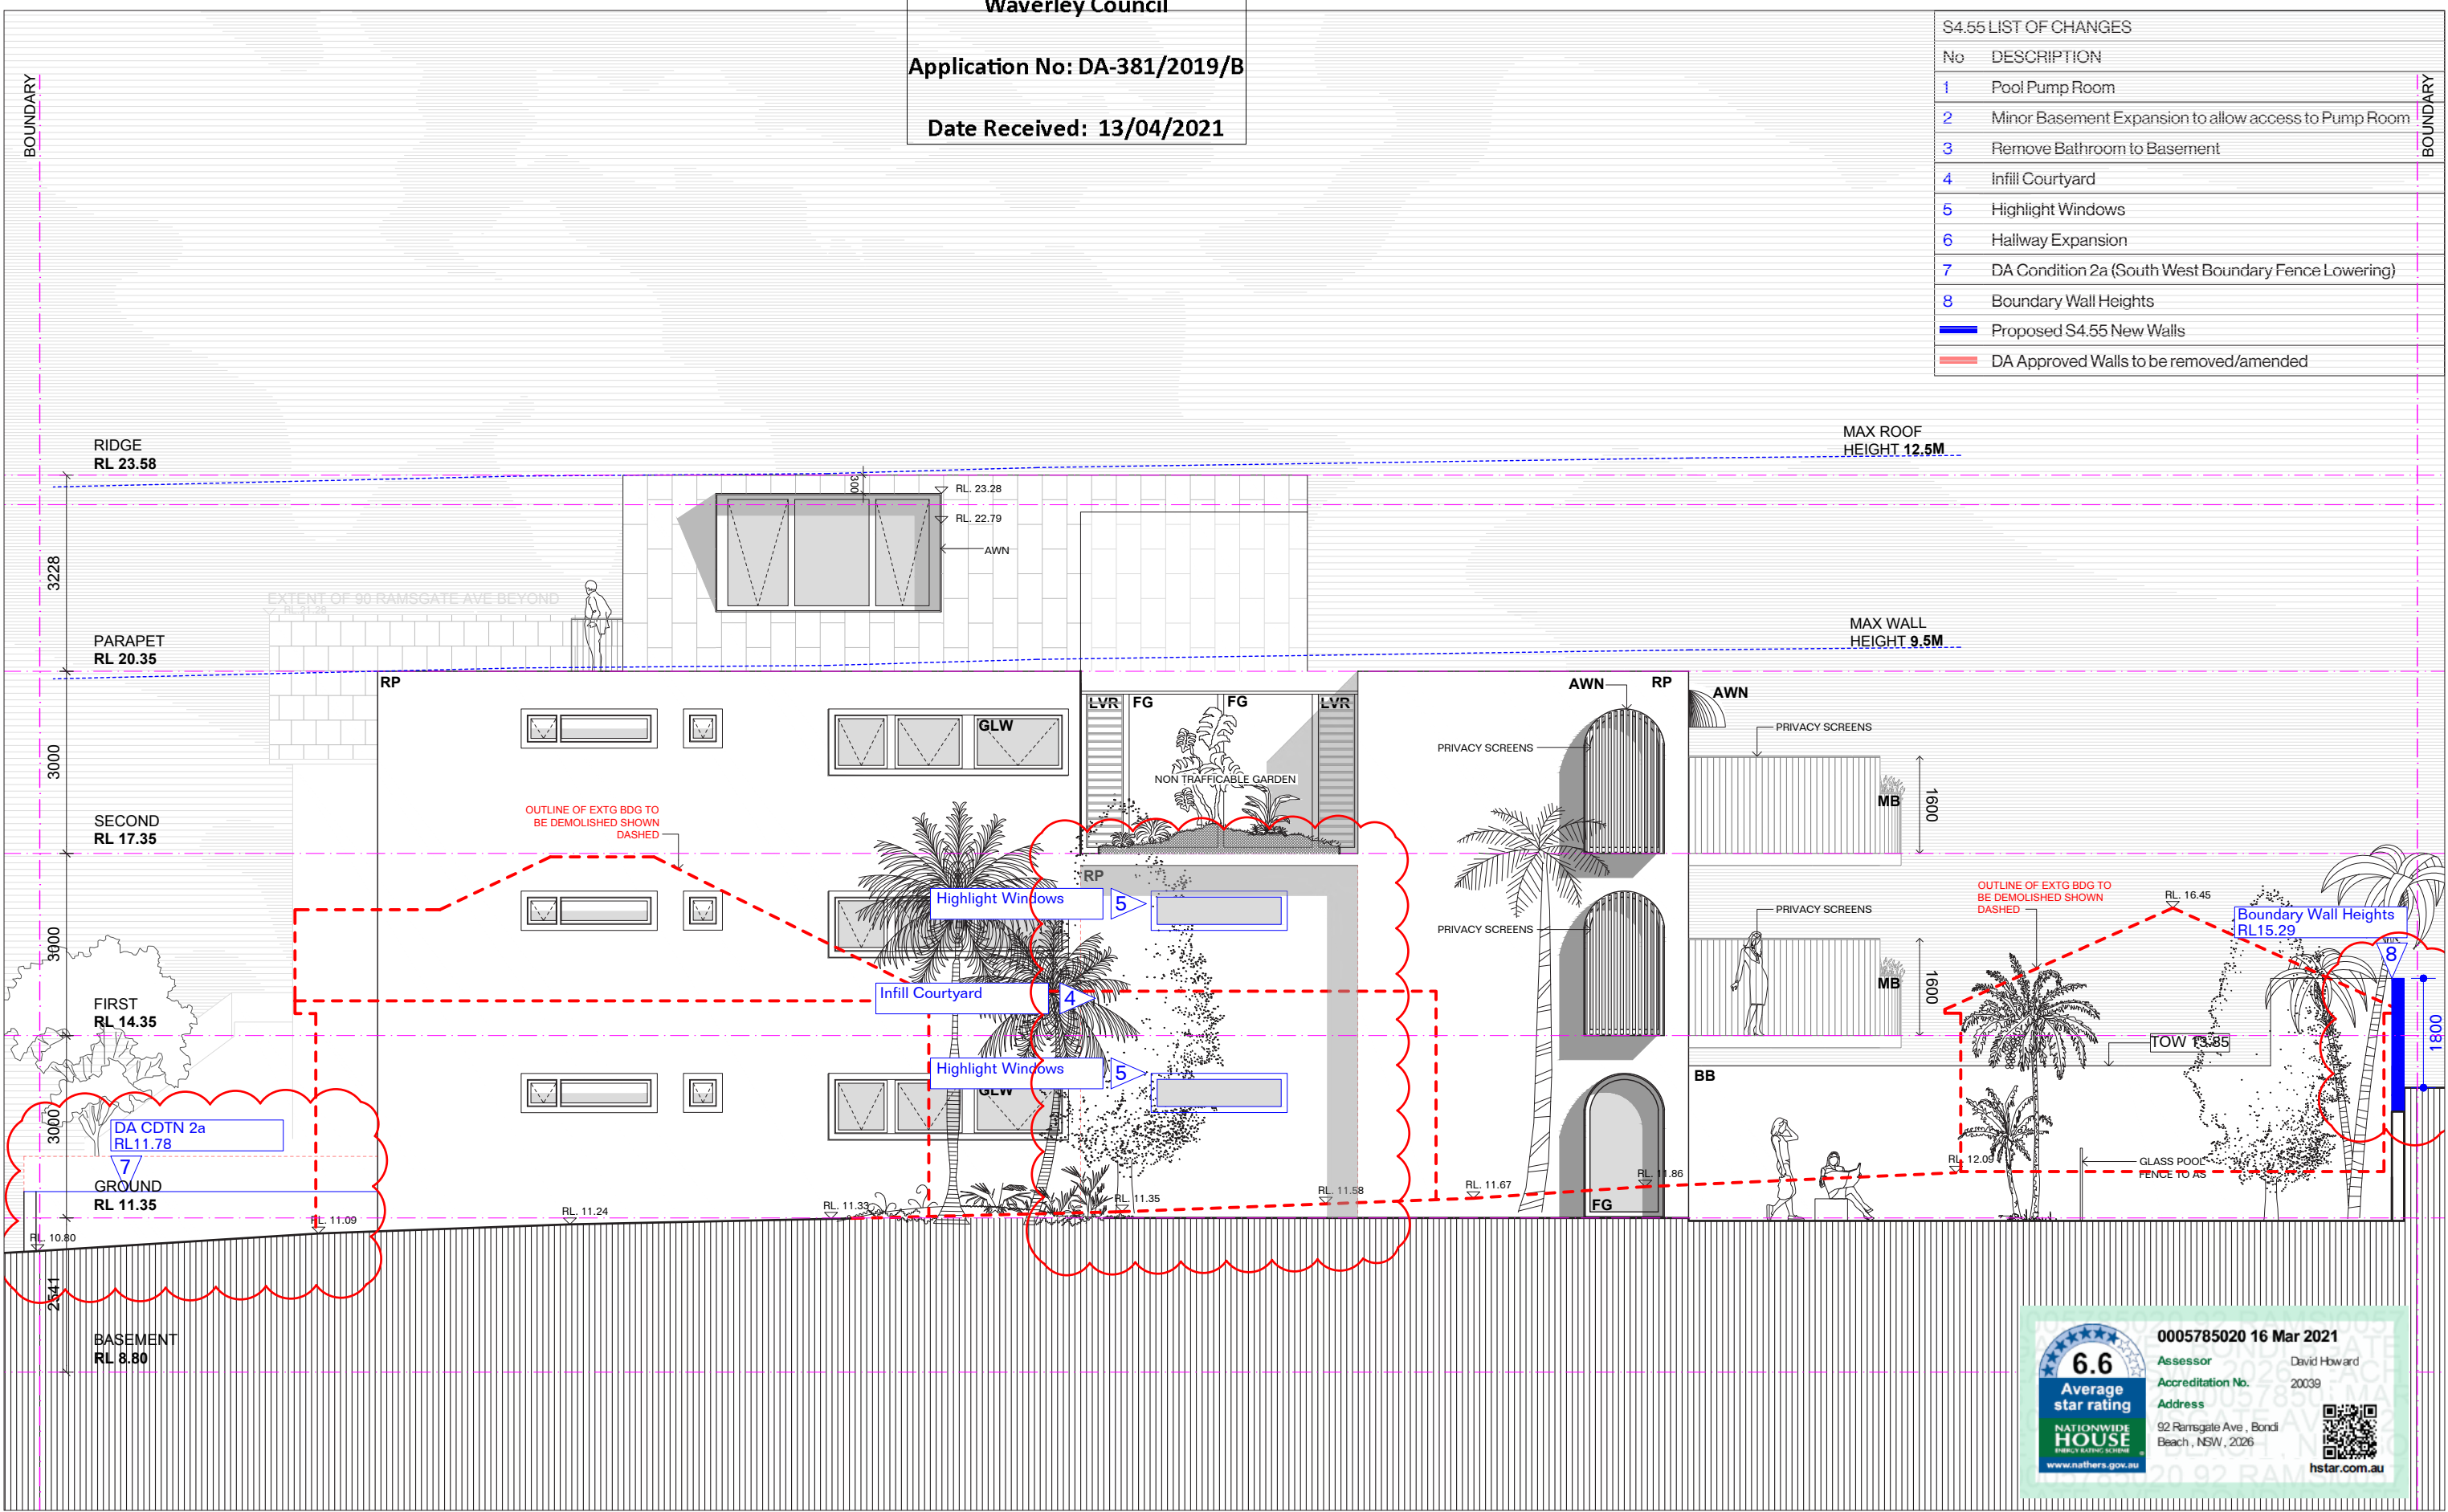 Waverley Council
Application No: DA-381/2019/B
Date Received: 13/04/2021
S4.55 LIST OF CHANGES
No DESCRIPTION
1 Pool Pump Room
2 Minor Basement Expansion to allow access to Pump Room
3 Remove Bathroom to Basement
4 Infill Courtyard
5 Highlight Windows
6 Hallway Expansion
7 DA Condition 2a (South West Boundary Fence Lowering)
8 Boundary Wall Heights
Proposed S4.55 New Walls
DA Approved Walls to be removed/amended
BOUNDARY
BOUNDARY
RIDGE
RL 23.58
MAX ROOF
HEIGHT 12.5M
300
RL. 23.28
RL. 22.79
AWN
3228
EXTENT OF 90 RAMSGATE AVE BEYOND
RL 21.28
PARAPET
RL 20.35
MAX WALL
HEIGHT 9.5M
RP
LVR FG FG LVR
AWN
RP
AWN
GLW
PRIVACY SCREENS
PRIVACY SCREENS
NON TRAFFICABLE GARDEN
3000
MB
1600
OUTLINE OF EXTG BDG TO
BE DEMOLISHED SHOWN
DASHED
SECOND
RL 17.35
RP
Highlight Windows
5
PRIVACY SCREENS
PRIVACY SCREENS
OUTLINE OF EXTG BDG TO
BE DEMOLISHED SHOWN
DASHED
RL. 16.45
Boundary Wall Heights
RL15.29
8
3000
MB
1600
Infill Courtyard
4
FIRST
RL 14.35
TOW 13.85
1800
Highlight Windows
5
GLW
BB
3000
DA CDTN 2a
RL11.78
7
GROUND
RL 11.35
RL. 10.80
RL. 11.09
RL. 11.24
RL. 11.33
RL. 11.35
RL. 11.58
RL. 11.67
RL. 11.86
RL. 12.09
FG
GLASS POOL
FENCE TO AS
2541
BASEMENT
RL 8.80
6.6
Average
star rating
NATIONWIDE
HOUSE
ENERGY RATING SCHEME
www.nathers.gov.au
0005785020 16 Mar 2021
Assessor David Howard
Accreditation No. 20039
Address
92 Ramsgate Ave , Bondi
Beach , NSW , 2026
hstar.com.au